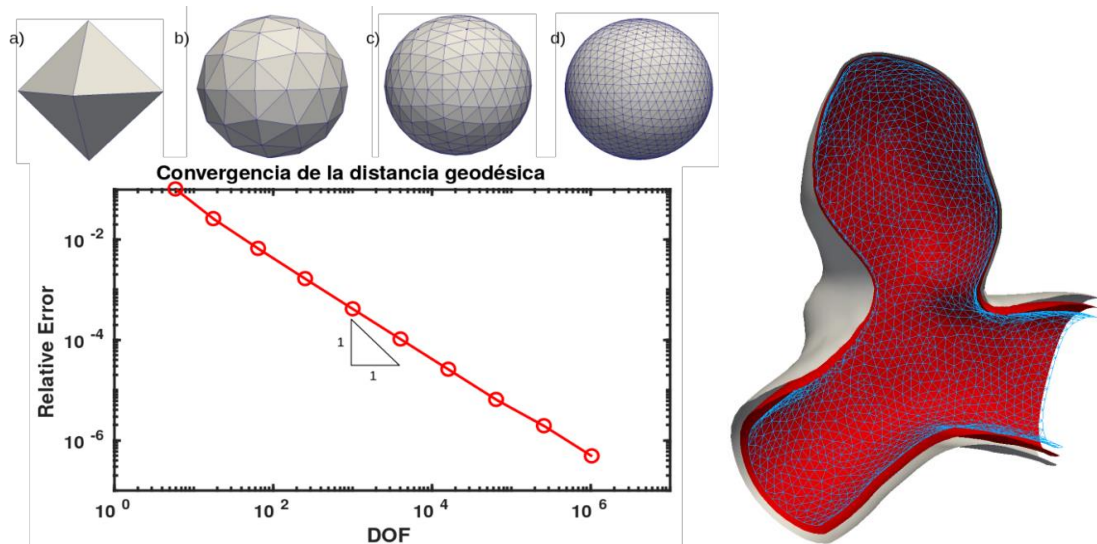 a)
b)
c)
d)
Convergencia de la distancia geodésica
Relative Error
10^-2
10^-4
10^-6
1
1
10^0
10^2
10^4
10^6
DOF